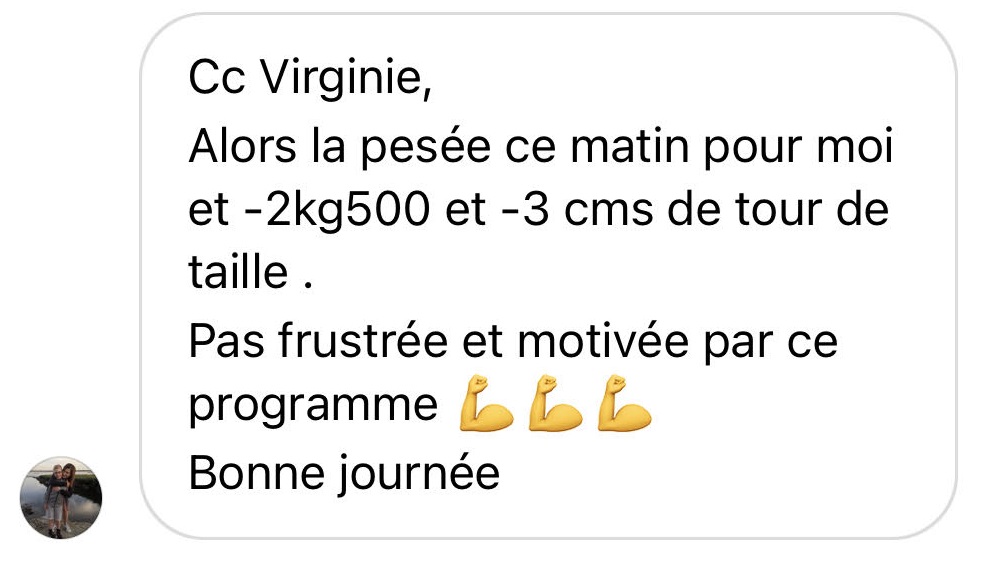 Cc Virginie,
Alors la pesée ce matin pour moi
et -2kg500 et -3 cms de tour de
taille .
Pas frustrée et motivée par ce
programme 💪💪💪
Bonne journée